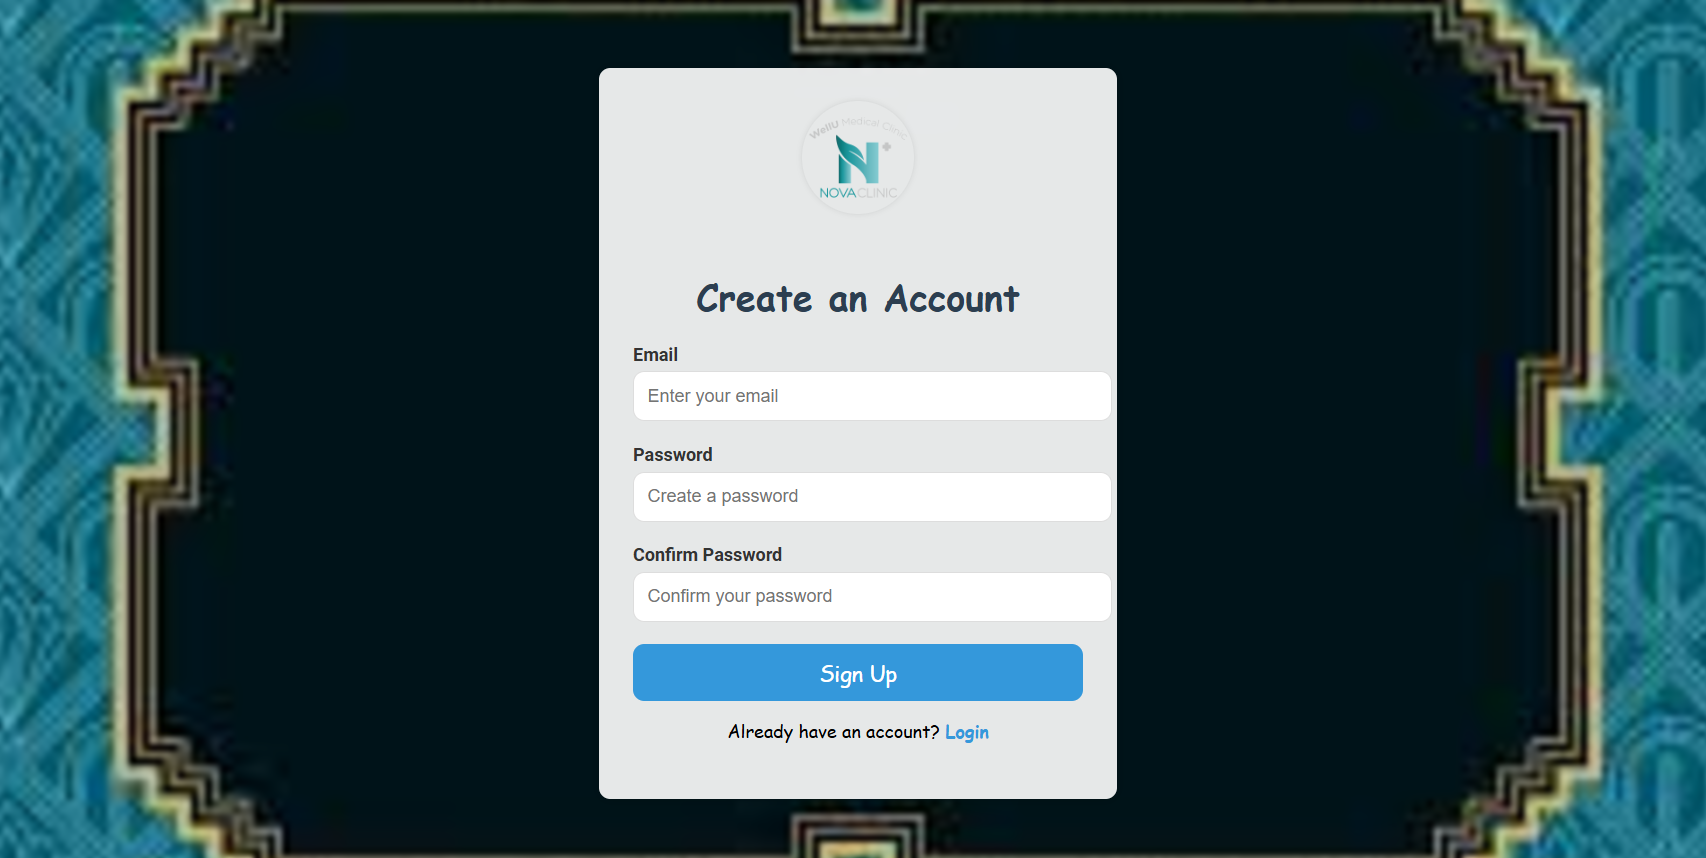 WellU Medical Clinic
NOVACLINIC
Create an Account
Email
Enter your email
Password
Create a password
Confirm Password
Confirm your password
Sign Up
Already have an account? Login